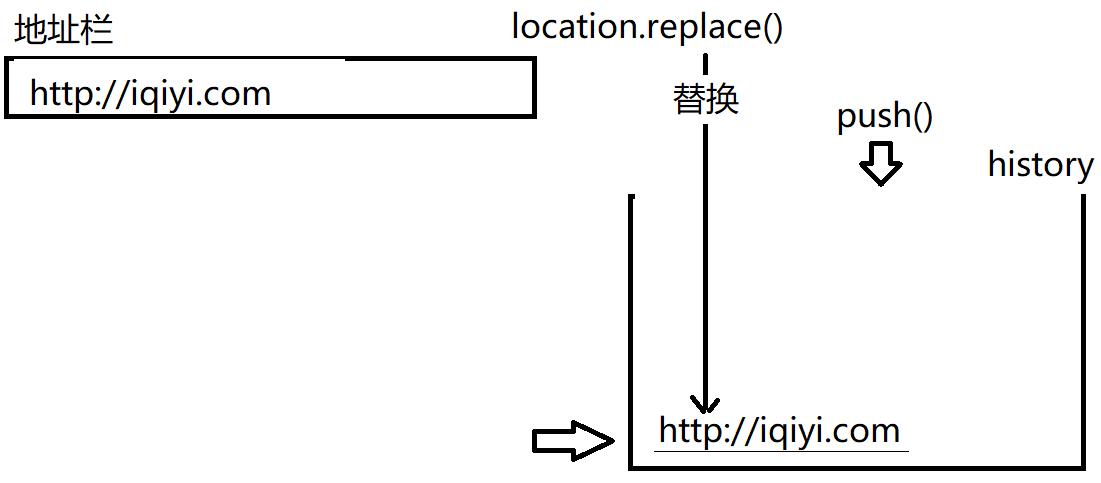 地址栏
http://iqiyi.com
location.replace()
替换
push()
history
http://iqiyi.com